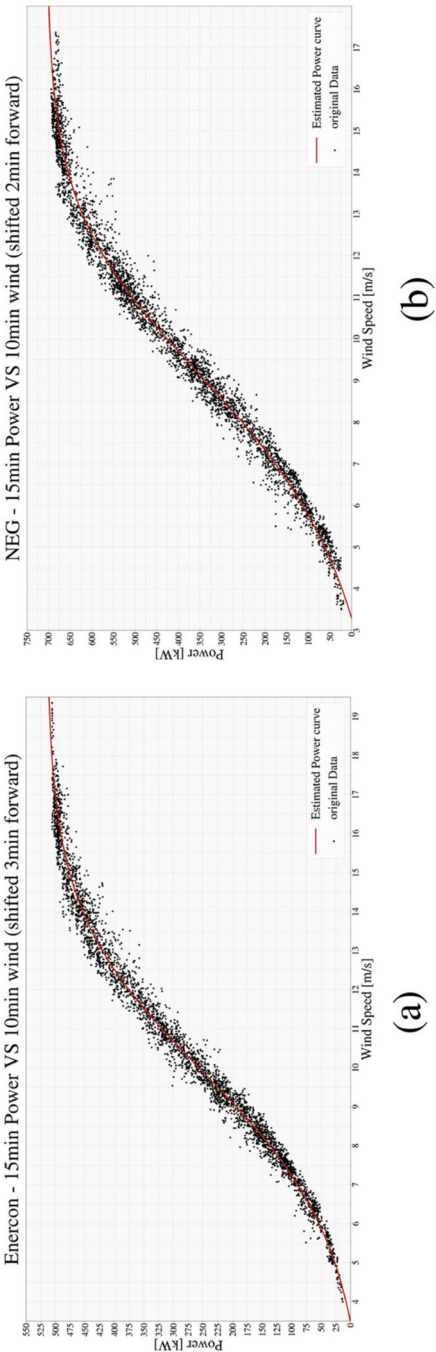 Enercon - 15min Power VS 10min wind (shifted 3min forward)
Power [kW]
550
525
500
475
450
425
400
375
350
325
300
275
250
225
200
175
150
125
100
75
50
25
0
4 5 6 7 8 9 10 11 12 13 14 15 16 17 18 19
Wind Speed [m/s]
Estimated Power curve
original Data
(a)
NEG - 15min Power VS 10min wind (shifted 2min forward)
Power [kW]
750
700
650
600
550
500
450
400
350
300
250
200
150
100
50
0
3 4 5 6 7 8 9 10 11 12 13 14 15 16 17
Wind Speed [m/s]
Estimated Power curve
original Data
(b)